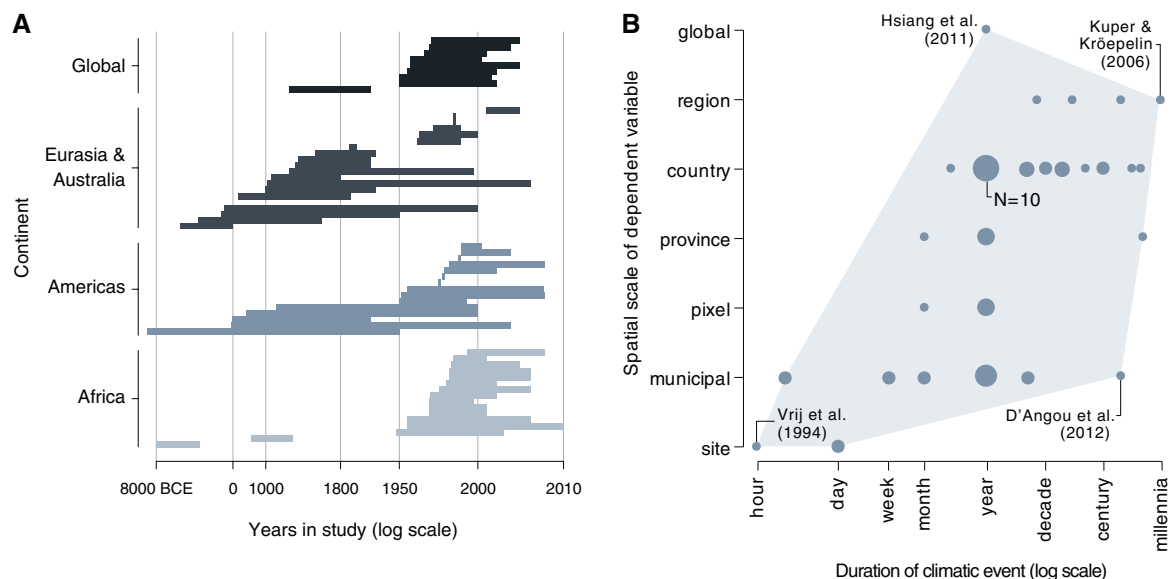 A
Continent
Global
Eurasia &
Australia
Americas
Africa
8000 BCE 0 1000 1800 1950 2000 2010
Years in study (log scale)
B
Spatial scale of dependent variable
global
region
country
province
pixel
municipal
site
Hsiang et al.
(2011)
Kuper &
Kröepelin
(2006)
N=10
Vrij et al.
(1994)
D'Angou et al.
(2012)
hour
day
week
month
year
decade
century
millennia
Duration of climatic event (log scale)